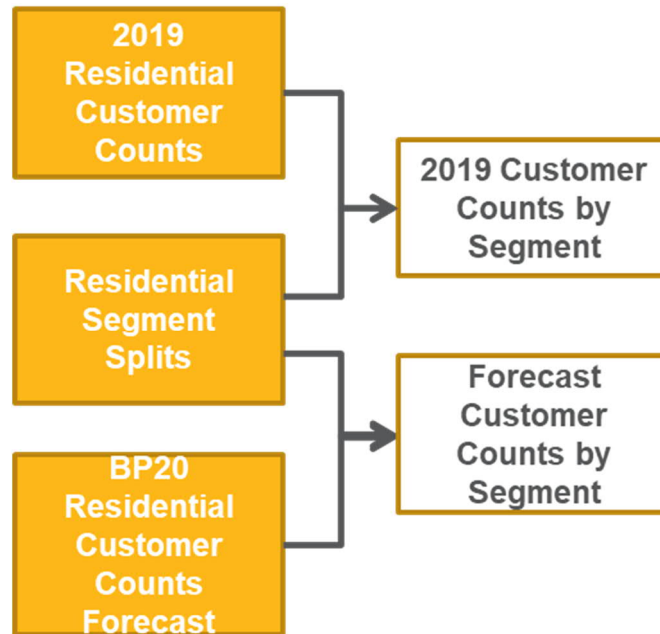 2019
Residential
Customer
Counts
2019 Customer
Counts by
Segment
Residential
Segment
Splits
Forecast
Customer
Counts by
Segment
BP20
Residential
Customer
Counts
Forecast